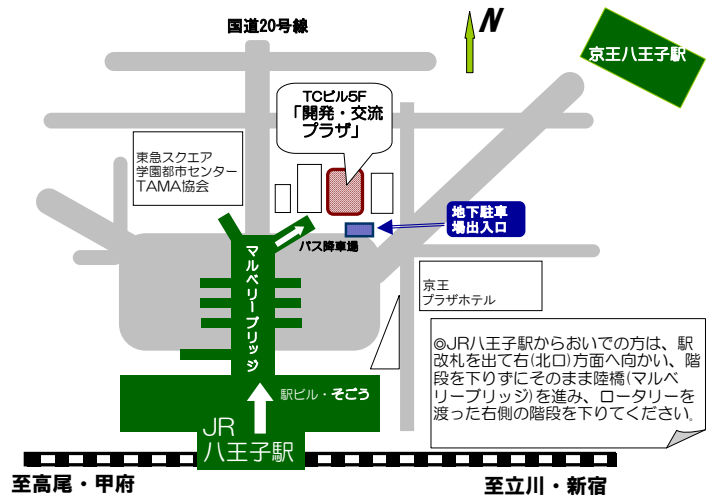 国道20号線
N
京王八王子駅
TCビル5F
「開発・交流
プラザ」
東急スクエア
学園都市センター
TAMA協会
地下駐車
場出入口
バス降車場
マルベリーブリッジ
京王
プラザホテル
◎JR八王子駅からおいでの方は、駅
改札を出て右(北口)方面へ向かい、階
段を下りずにそのまま陸橋(マルベ
リーブリッジ)を進み、ロータリーを
渡った右側の階段を下りてください。
駅ビル・そごう
JR
八王子駅
至高尾・甲府
至立川・新宿